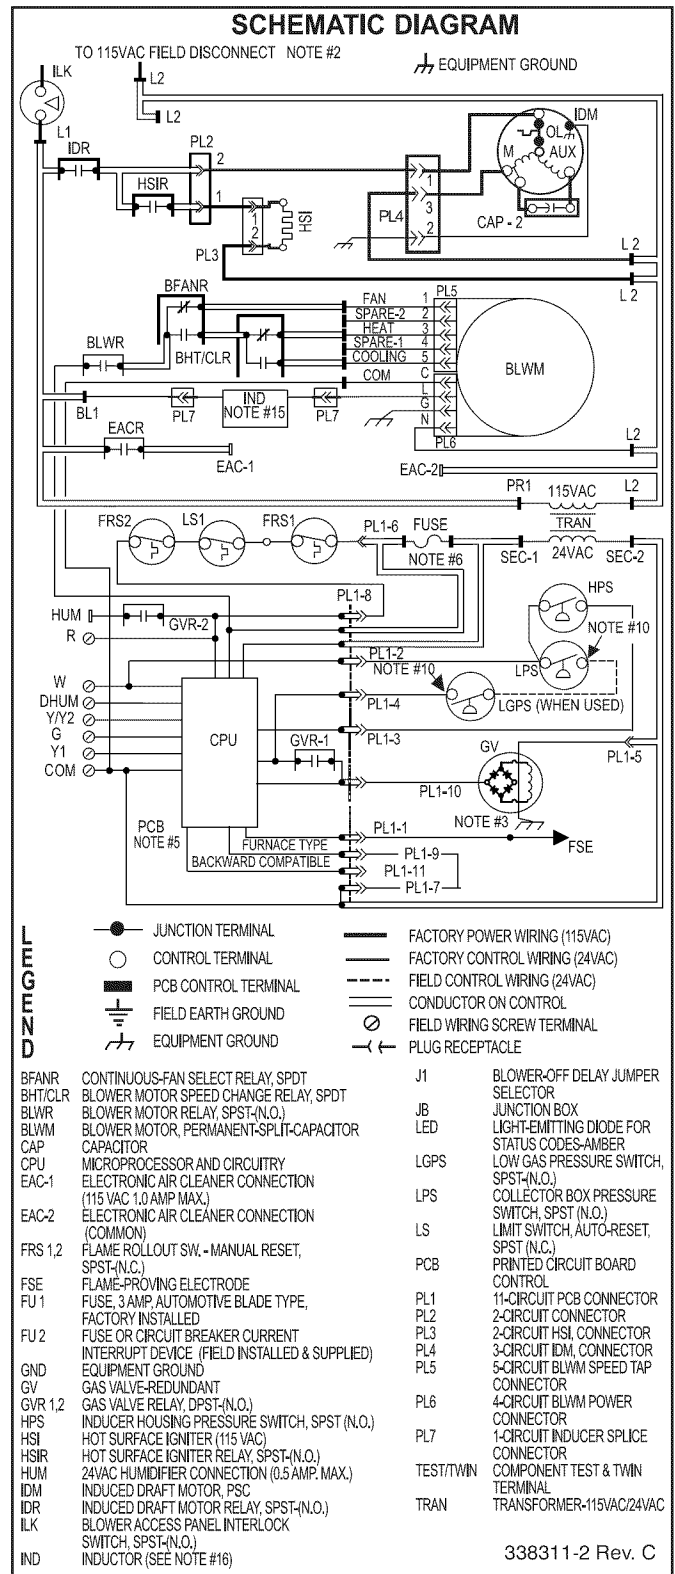 SCHEMATIC DIAGRAM
TO 115VAC FIELD DISCONNECT NOTE #2
EQUIPMENT GROUND
ILK
L2
L2
L1
IDR
PL2
2
HSIR
1
1
2
HSI
PL3
PL4
1
3
2
IDM
OL
M
AUX
CAP - 2
L 2
L 2
BFANR
FAN
1
PL5
SPARE-2
2
HEAT
3
SPARE-1
4
COOLING
5
BLWR
BHT/CLR
COM
C
L
G
N
PL6
BLWM
BL1
PL7
IND
NOTE #15
PL7
EACR
EAC-1
EAC-2
L2
PR1
115VAC
L2
FRS2
LS1
FRS1
PL1-6
FUSE
NOTE #6
TRAN
SEC-1
24VAC
SEC-2
HUM
GVR-2
R
PL1-8
HPS
NOTE #10
PL1-2
NOTE #10
LPS
W
DHUM
Y/Y2
G
Y1
COM
CPU
PL1-4
LGPS (WHEN USED)
PL1-3
GVR-1
GV
PL1-5
PL1-10
NOTE #3
PCB
NOTE #5
PL1-1
FURNACE TYPE
FSE
PL1-9
BACKWARD COMPATIBLE
PL1-11
PL1-7
LEGEND
JUNCTION TERMINAL
CONTROL TERMINAL
PCB CONTROL TERMINAL
FIELD EARTH GROUND
EQUIPMENT GROUND
FACTORY POWER WIRING (115VAC)
FACTORY CONTROL WIRING (24VAC)
FIELD CONTROL WIRING (24VAC)
CONDUCTOR ON CONTROL
FIELD WIRING SCREW TERMINAL
PLUG RECEPTACLE
BFANR CONTINUOUS-FAN SELECT RELAY, SPDT
BHT/CLR BLOWER MOTOR SPEED CHANGE RELAY, SPDT
BLWR BLOWER MOTOR RELAY, SPST-(N.O.)
BLWM BLOWER MOTOR, PERMANENT-SPLIT-CAPACITOR
CAP CAPACITOR
CPU MICROPROCESSOR AND CIRCUITRY
EAC-1 ELECTRONIC AIR CLEANER CONNECTION
(115 VAC 1.0 AMP MAX.)
EAC-2 ELECTRONIC AIR CLEANER CONNECTION
(COMMON)
FRS 1,2 FLAME ROLLOUT SW. - MANUAL RESET,
SPST-(N.C.)
FSE FLAME-PROVING ELECTRODE
FU 1 FUSE, 3 AMP, AUTOMOTIVE BLADE TYPE,
FACTORY INSTALLED
FU 2 FUSE OR CIRCUIT BREAKER CURRENT
INTERRUPT DEVICE (FIELD INSTALLED & SUPPLIED)
GND EQUIPMENT GROUND
GV GAS VALVE-REDUNDANT
GVR 1,2 GAS VALVE RELAY, DPST-(N.O.)
HPS INDUCER HOUSING PRESSURE SWITCH, SPST (N.O.)
HSI HOT SURFACE IGNITER (115 VAC)
HSIR HOT SURFACE IGNITER RELAY, SPST-(N.O.)
HUM 24VAC HUMIDIFIER CONNECTION (0.5 AMP. MAX.)
IDM INDUCED DRAFT MOTOR, PSC
IDR INDUCED DRAFT MOTOR RELAY, SPST-(N.O.)
ILK BLOWER ACCESS PANEL INTERLOCK
SWITCH, SPST-(N.O.)
IND INDUCTOR (SEE NOTE #16)
J1 BLOWER-OFF DELAY JUMPER
SELECTOR
JB JUNCTION BOX
LED LIGHT-EMITTING DIODE FOR
STATUS CODES-AMBER
LGPS LOW GAS PRESSURE SWITCH,
SPST-(N.O.)
LPS COLLECTOR BOX PRESSURE
SWITCH, SPST (N.O.)
LS LIMIT SWITCH, AUTO-RESET,
SPST (N.C.)
PCB PRINTED CIRCUIT BOARD
CONTROL
PL1 11-CIRCUIT PCB CONNECTOR
PL2 2-CIRCUIT CONNECTOR
PL3 2-CIRCUIT HSI, CONNECTOR
PL4 3-CIRCUIT IDM, CONNECTOR
PL5 5-CIRCUIT BLWM SPEED TAP
CONNECTOR
PL6 4-CIRCUIT BLWM POWER
CONNECTOR
PL7 1-CIRCUIT INDUCER SPLICE
CONNECTOR
TEST/TWIN COMPONENT TEST & TWIN
TERMINAL
TRAN TRANSFORMER-115VAC/24VAC
338311-2 Rev. C